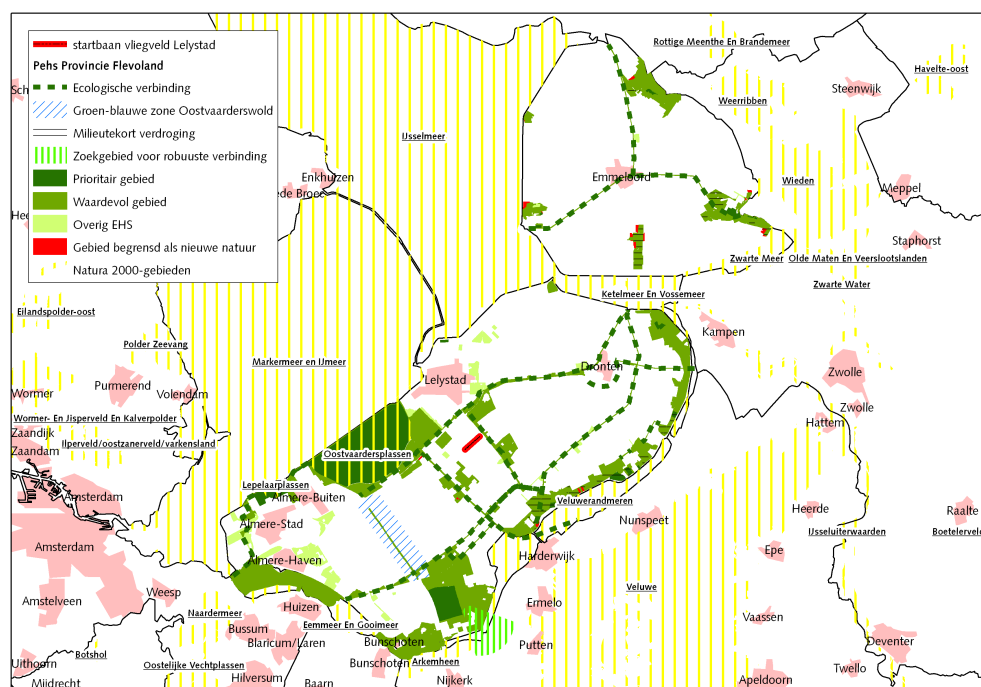 startbaan vliegveld Lelystad
Pehs Provincie Flevoland
Ecologische verbinding
Groen-blauwe zone Oostvaarderswold
Milieutekort verdroging
Zoekgebied voor robuuste verbinding
Prioritair gebied
Waardevol gebied
Overig EHS
Gebied begrensd als nieuwe natuur
Natura 2000-gebieden
Rottige Meenthe En Brandemeer
Havelte-oost
Sch
Steenwijk
Weerribben
IJsselmeer
Enkhuizen
ede Broec
Emmeloord
Wieden
Meppel
Hee
Staphorst
Zwarte Meer
Olde Maten En Veerslootslanden
Zwarte Water
Ketelmeer En Vossemeer
Eilandspolder-oost
Kampen
Polder Zeevang
Markermeer en IJmeer
Dronten
Zwolle
Purmerend
Lelystad
Wormer
Volendam
Zwolle
Wormer- En Jisperveld En Kalverpolder
Hattem
Zaandijk
Ilperveld/oostzanerveld/varkensland
Zaandam
Oostvaardersplassen
Lepelaarplassen
Amsterdam
Almere-Buiten
Veluwerandmeren
Heerde
Raalte
Almere-Stad
Nunspeet
IJsseluiterwaarden
Boetelerveld
Amsterdam
Epe
Harderwijk
Almere-Haven
Veluwe
Weesp
Amstelveen
Ermelo
Huizen
Naardermeer
Vaassen
Eemmeer En Gooimeer
Bussum
Blaricum/Laren
Bunschoten
Putten
Deventer
Botshol
Uithoorn
Oostelijke Vechtplassen
Bunschoten
Arkemheen
Twello
Mijdrecht
Hilversum
Baarn
Nijkerk
Apeldoorn